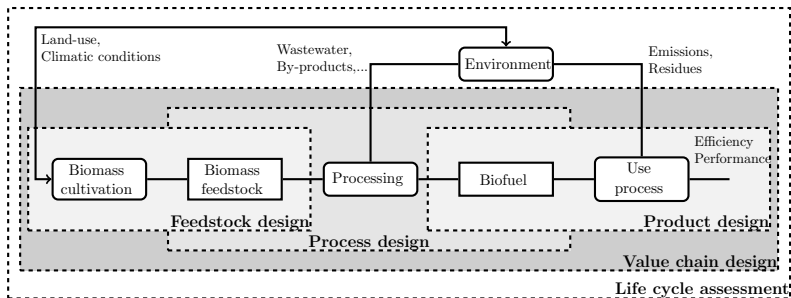 Land-use,
Climatic conditions
Wastewater,
By-products,...
Environment
Emissions,
Residues
Efficiency
Performance
Biomass
cultivation
Biomass
feedstock
Processing
Biofuel
Use
process
Feedstock design
Process design
Product design
Value chain design
Life cycle assessment